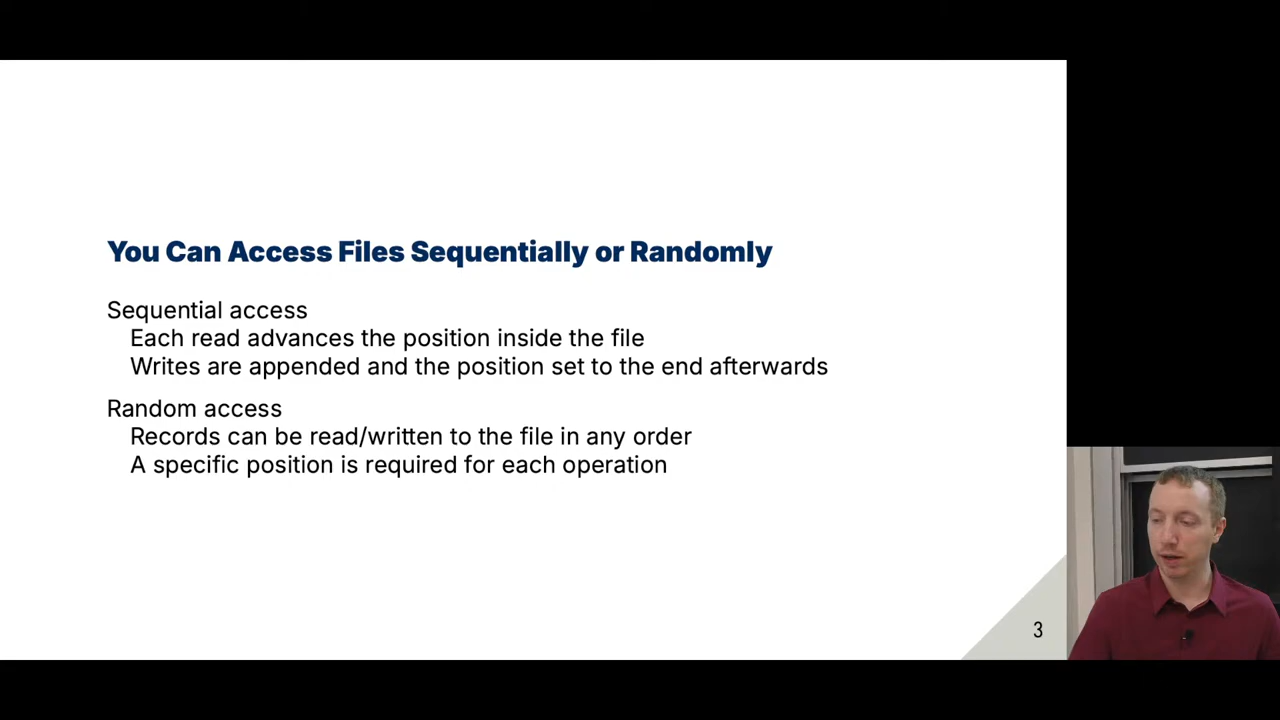 You Can Access Files Sequentially or Randomly
Sequential access
Each read advances the position inside the file
Writes are appended and the position set to the end afterwards
Random access
Records can be read/written to the file in any order
A specific position is required for each operation
3